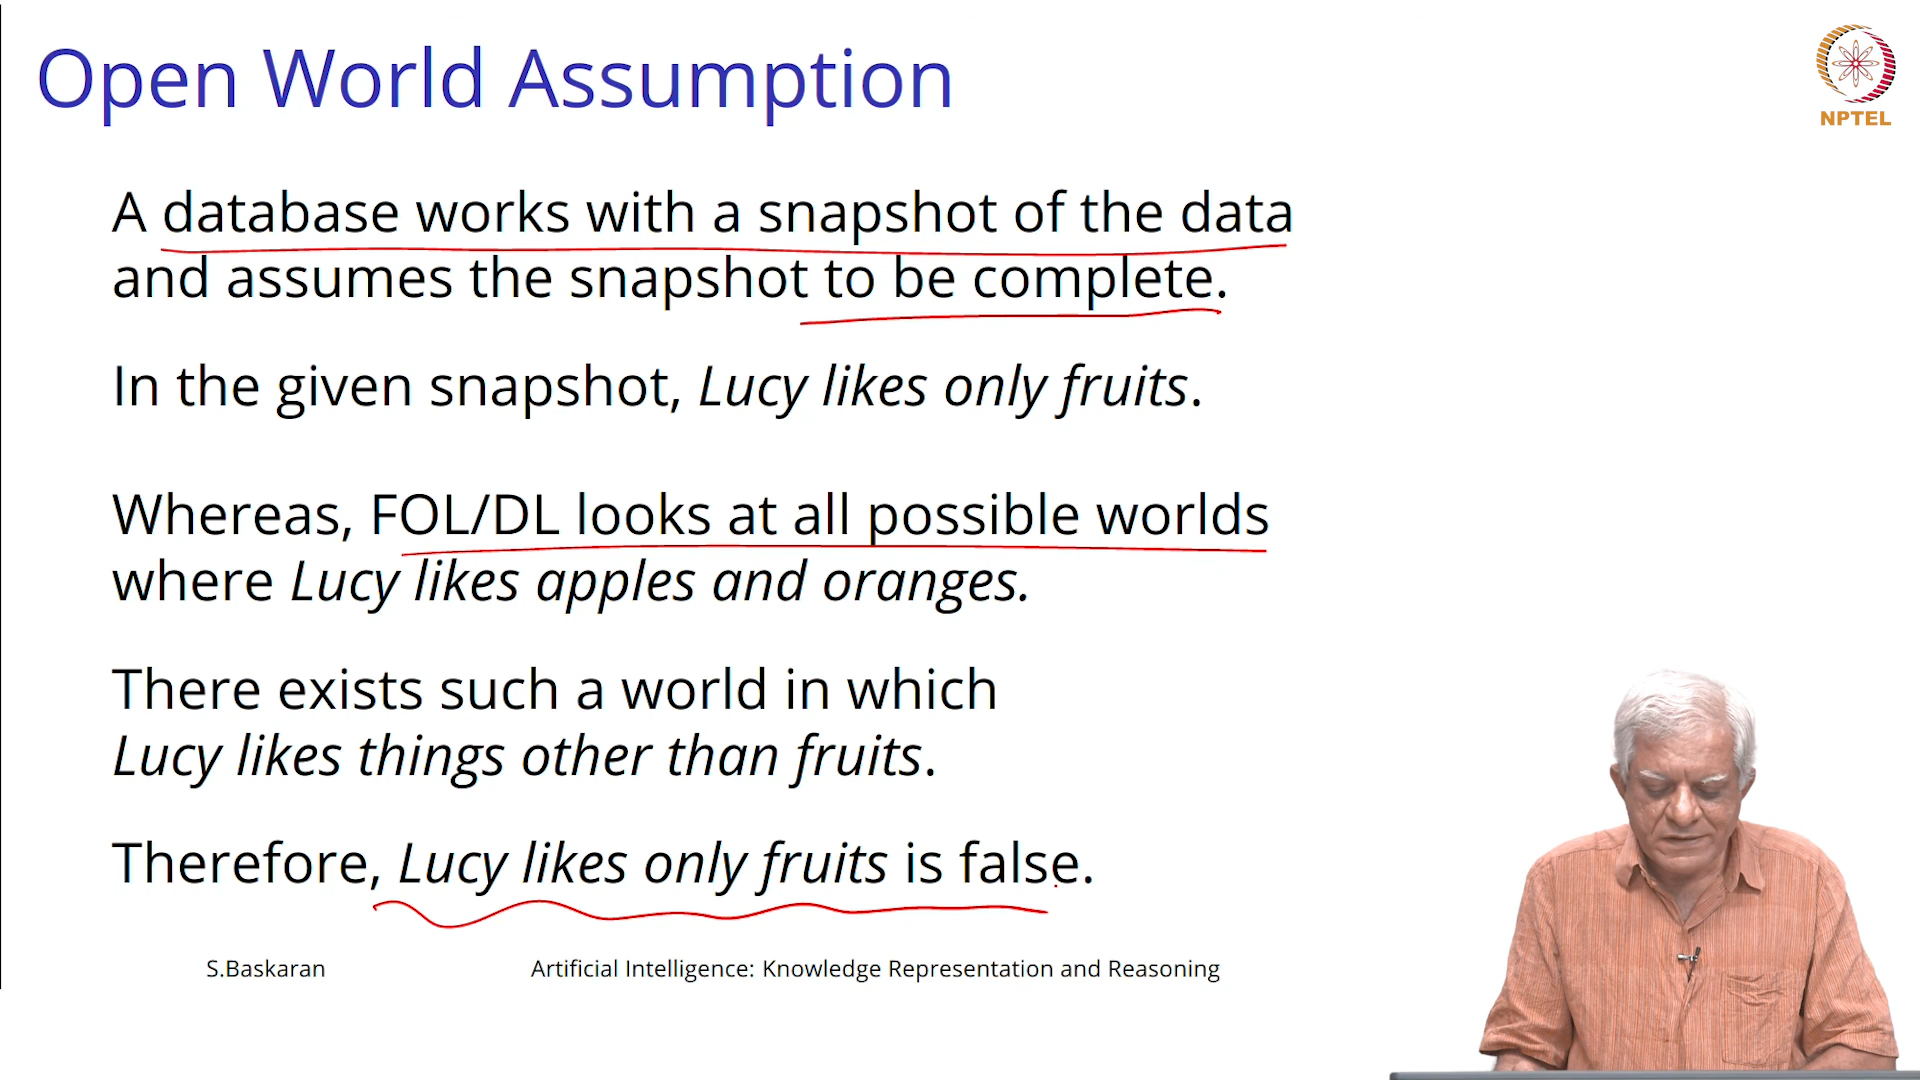 Open World Assumption
NPTEL
A database works with a snapshot of the data
and assumes the snapshot to be complete.
In the given snapshot, Lucy likes only fruits.
Whereas, FOL/DL looks at all possible worlds
where Lucy likes apples and oranges.
There exists such a world in which
Lucy likes things other than fruits.
Therefore, Lucy likes only fruits is false.
S.Baskaran
Artificial Intelligence: Knowledge Representation and Reasoning